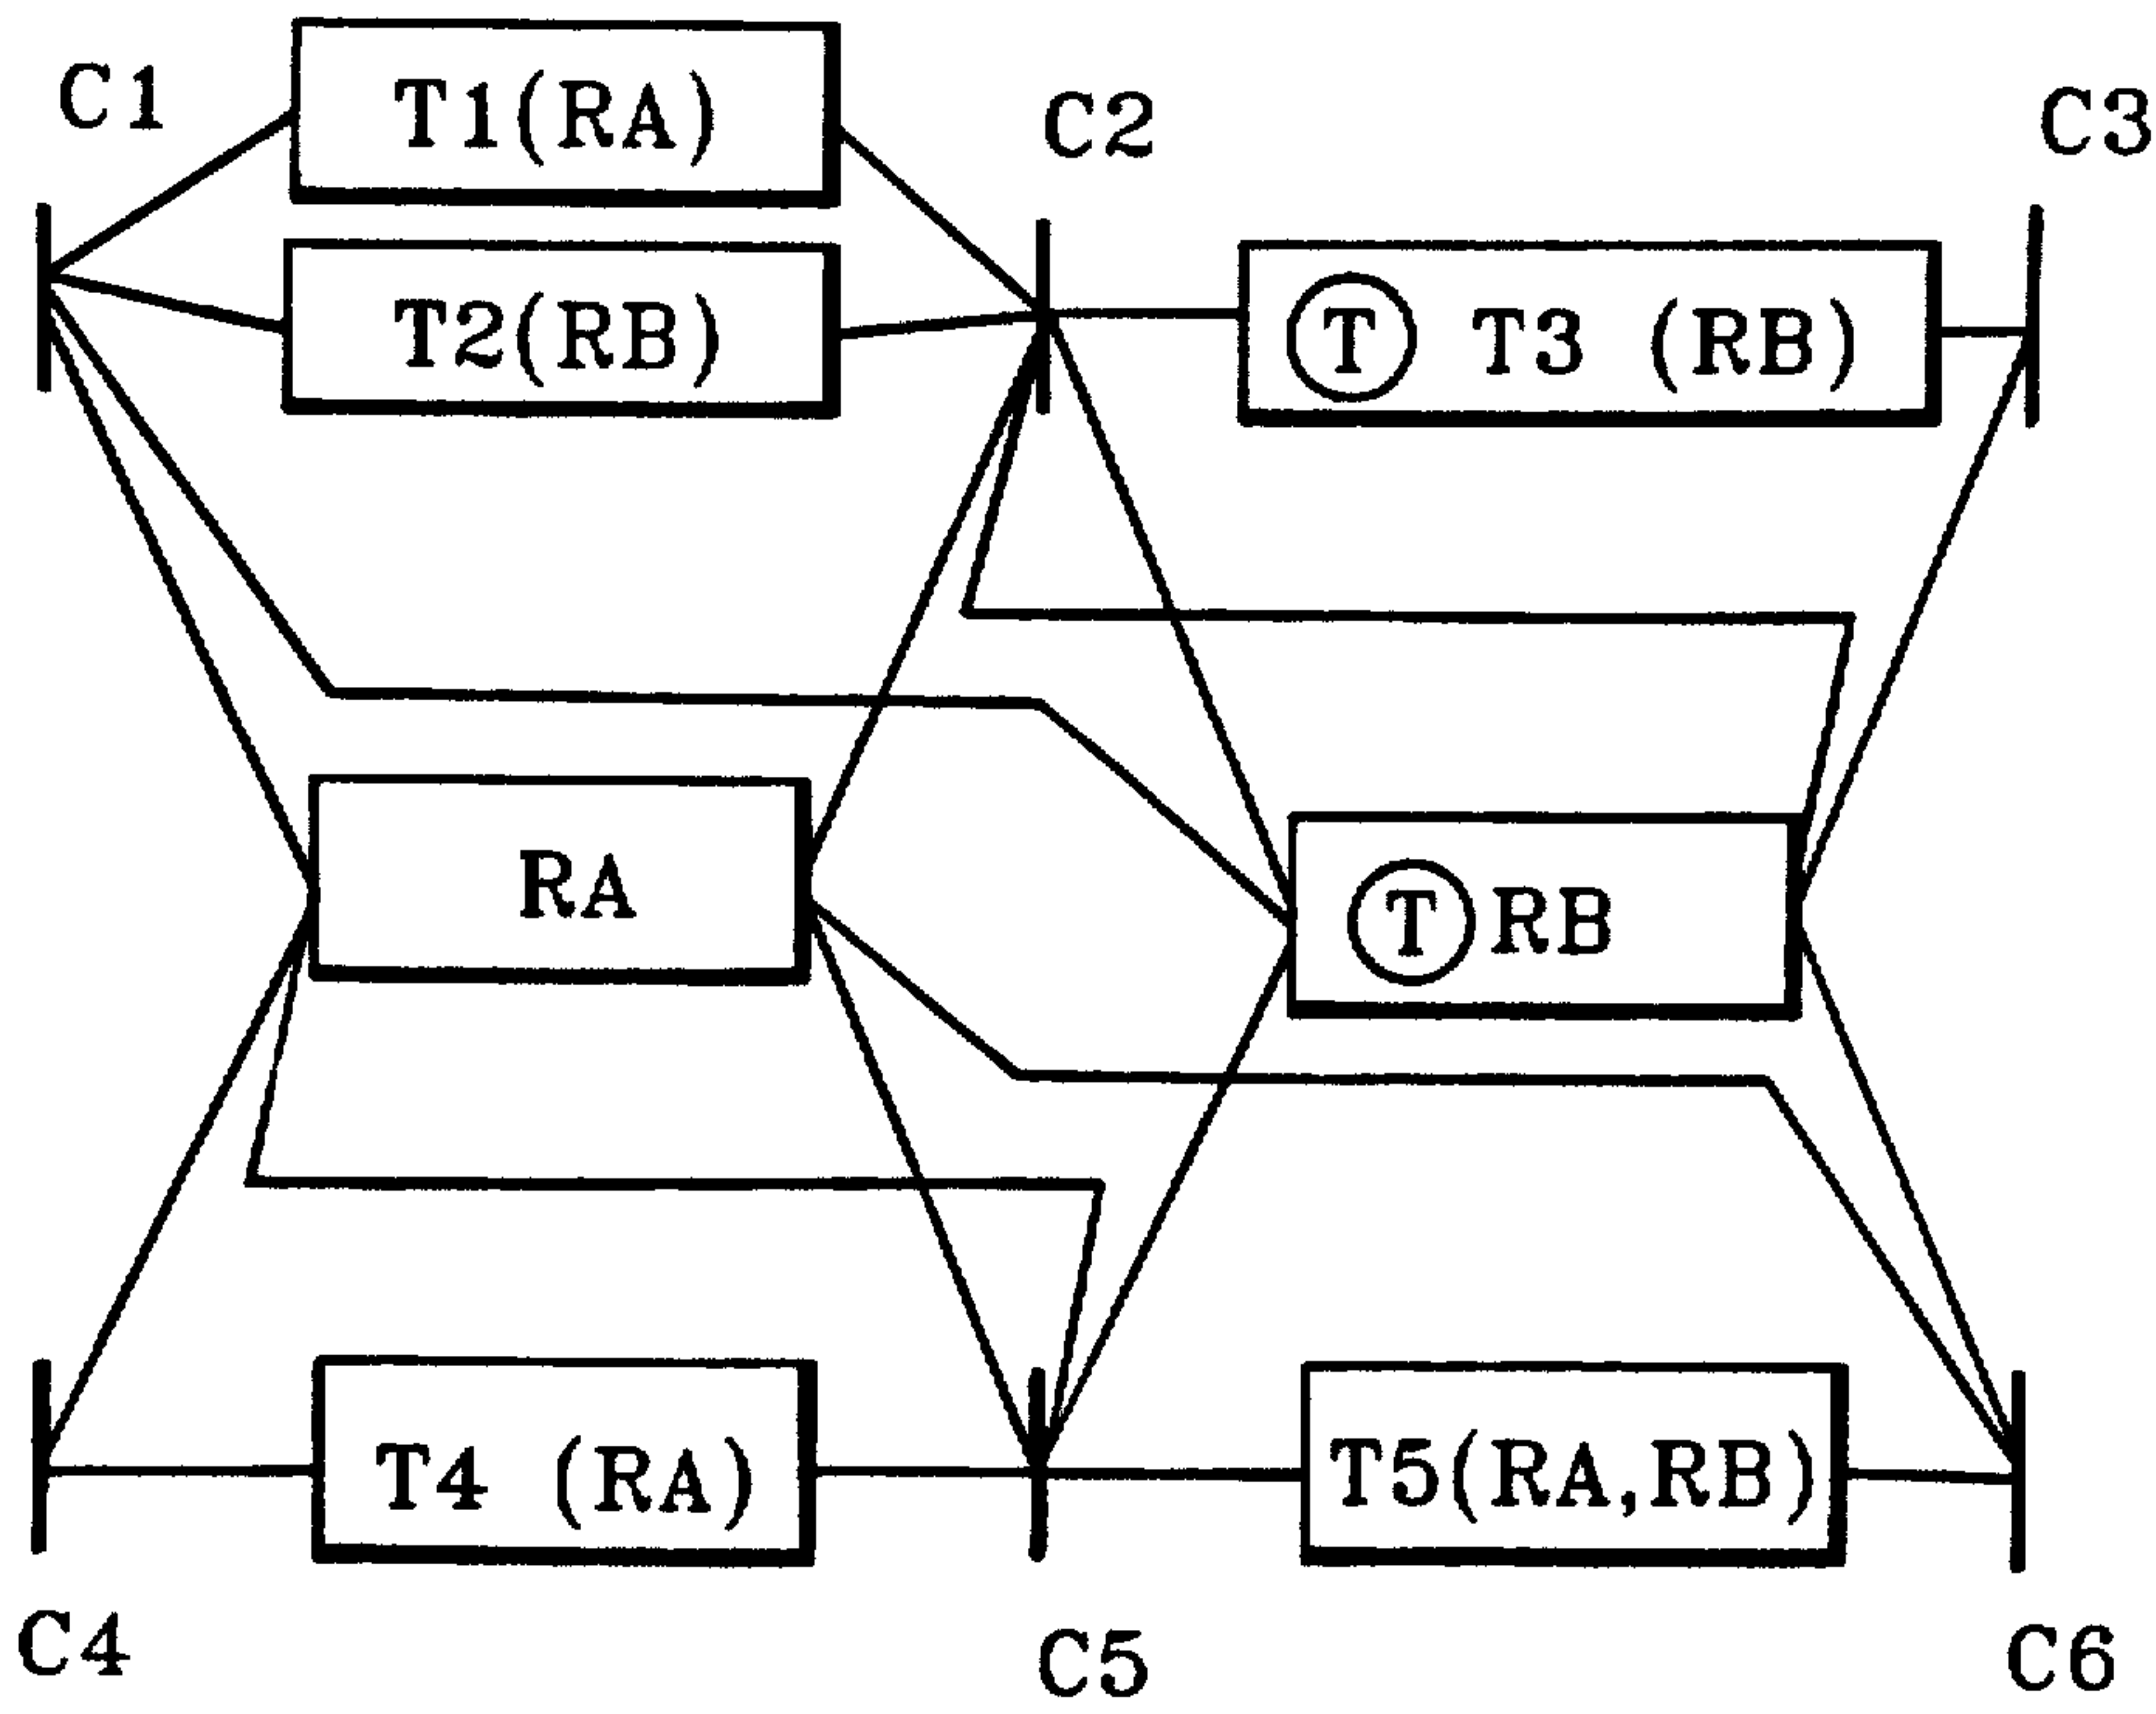 C1
T1(RA)
C2
C3
T2(RB)
T T3 (RB)
RA
T RB
T4 (RA)
T5(RA,RB)
C4
C5
C6